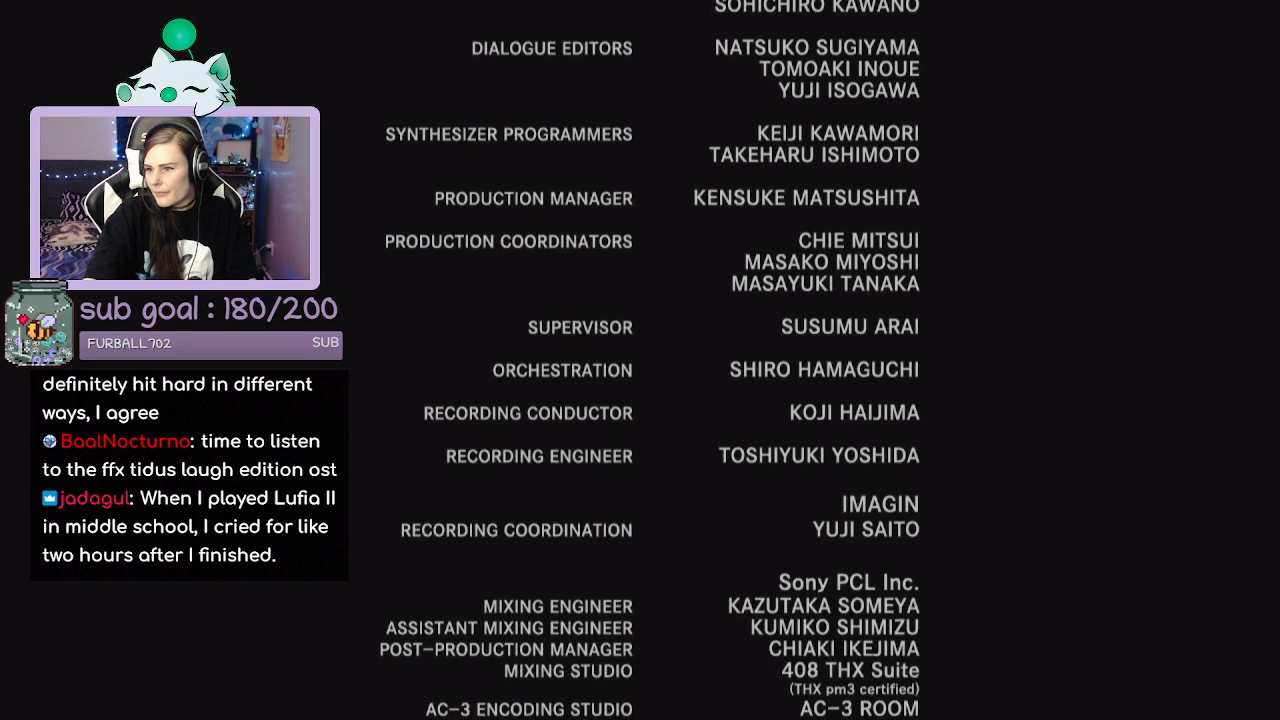 SOHICHIRO KAWANO
DIALOGUE EDITORS NATSUKO SUGIYAMA
TOMOAKI INOUE
YUJI ISOGAWA
SYNTHESIZER PROGRAMMERS KEIJI KAWAMORI
TAKEHARU ISHIMOTO
PRODUCTION MANAGER KENSUKE MATSUSHITA
PRODUCTION COORDINATORS CHIE MITSUI
MASAKO MIYOSHI
MASAYUKI TANAKA
SUPERVISOR SUSUMU ARAI
ORCHESTRATION SHIRO HAMAGUCHI
RECORDING CONDUCTOR KOJI HAIJIMA
RECORDING ENGINEER TOSHIYUKI YOSHIDA
IMAGIN
RECORDING COORDINATION YUJI SAITO
Sony PCL Inc.
MIXING ENGINEER KAZUTAKA SOMEYA
ASSISTANT MIXING ENGINEER KUMIKO SHIMIZU
POST-PRODUCTION MANAGER CHIAKI IKEJIMA
MIXING STUDIO 408 THX Suite
(THX pm3 certified)
AC-3 ENCODING STUDIO AC-3 ROOM
sub goal : 180/200
FURBALL702 SUB
definitely hit hard in different
ways, I agree
BaalNocturno: time to listen
to the ffx tidus laugh edition ost
jadagul: When I played Lufia II
in middle school, I cried for like
two hours after I finished.